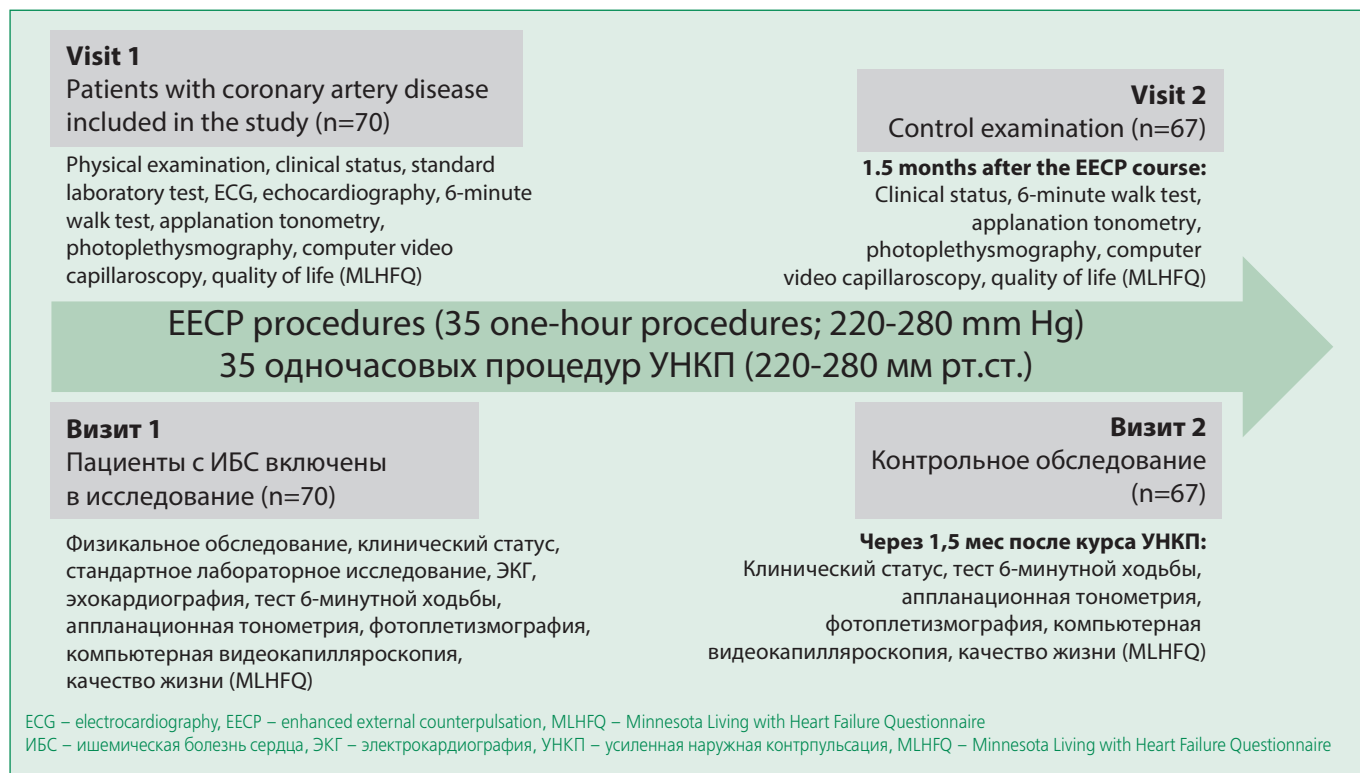 Visit 1
Patients with coronary artery disease
included in the study (n=70)
Physical examination, clinical status, standard
laboratory test, ECG, echocardiography, 6-minute
walk test, applanation tonometry,
photoplethysmography, computer video
capillaroscopy, quality of life (MLHFQ)
Visit 2
Control examination (n=67)
1.5 months after the EECP course:
Clinical status, 6-minute walk test,
applanation tonometry,
photoplethysmography, computer
video capillaroscopy, quality of life (MLHFQ)
EECP procedures (35 one-hour procedures; 220-280 mm Hg)
35 одночасовых процедур УНКП (220-280 мм рт.ст.)
Визит 1
Пациенты с ИБС включены
в исследование (n=70)
Физикальное обследование, клинический статус,
стандартное лабораторное исследование, ЭКГ,
эхокардиография, тест 6-минутной ходьбы,
аппланационная тонометрия, фотоплетизмография,
компьютерная видеокапилляроскопия,
качество жизни (MLHFQ)
Визит 2
Контрольное обследование
(n=67)
Через 1,5 мес после курса УНКП:
Клинический статус, тест 6-минутной ходьбы,
аппланационная тонометрия,
фотоплетизмография, компьютерная
видеокапилляроскопия, качество жизни (MLHFQ)
ECG – electrocardiography, EECP – enhanced external counterpulsation, MLHFQ – Minnesota Living with Heart Failure Questionnaire
ИБС – ишемическая болезнь сердца, ЭКГ – электрокардиография, УНКП – усиленная наружная контрпульсация, MLHFQ – Minnesota Living with Heart Failure Questionnaire